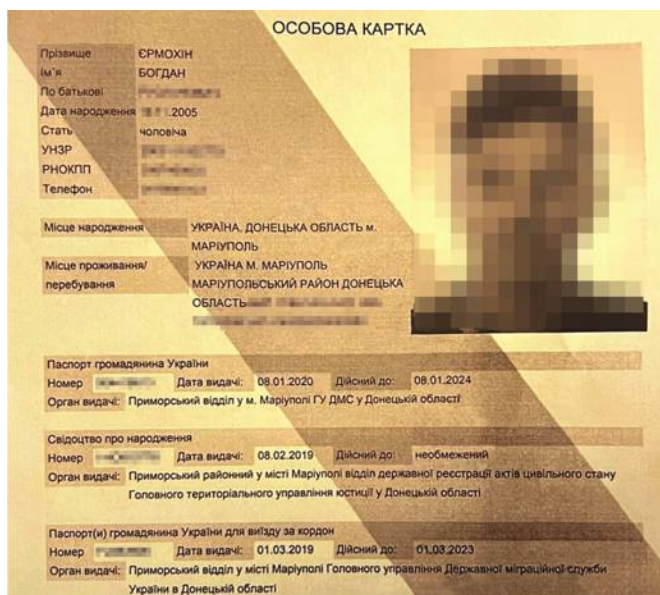 ОСОБОВА КАРТКА
Прізвище ЄРМОХІН
Ім`я БОГДАН
По батькові
Дата народження .2005
Стать чоловіча
УНЗР
РНОКПП
Телефон
Місце народження УКРАЇНА, ДОНЕЦЬКА ОБЛАСТЬ м.
МАРІУПОЛЬ
Місце проживання/ УКРАЇНА М. МАРІУПОЛЬ
перебування МАРІУПОЛЬСЬКИЙ РАЙОН ДОНЕЦЬКА
ОБЛАСТЬ
Паспорт громадянина України
Номер Дата видачі: 08.01.2020 Дійсний до: 08.01.2024
Орган видачі: Приморський відділ у м. Маріуполі ГУ ДМС у Донецькій області
Свідоцтво про народження
Номер Дата видачі: 08.02.2019 Дійсний до: необмежений
Орган видачі: Приморський районний у місті Маріуполі відділ державної реєстрації актів цивільного стану
Головного територіального управління юстиції у Донецькій області
Паспорт(и) громадянина України для виїзду за кордон
Номер Дата видачі: 01.03.2019 Дійсний до: 01.03.2023
Орган видачі: Приморський відділ у місті Маріуполі Головного управління Державної міграційної служби
України в Донецькій області